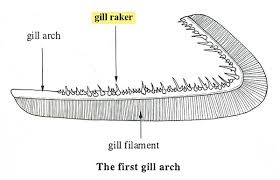 gill raker
gill arch
gill filament
The first gill arch